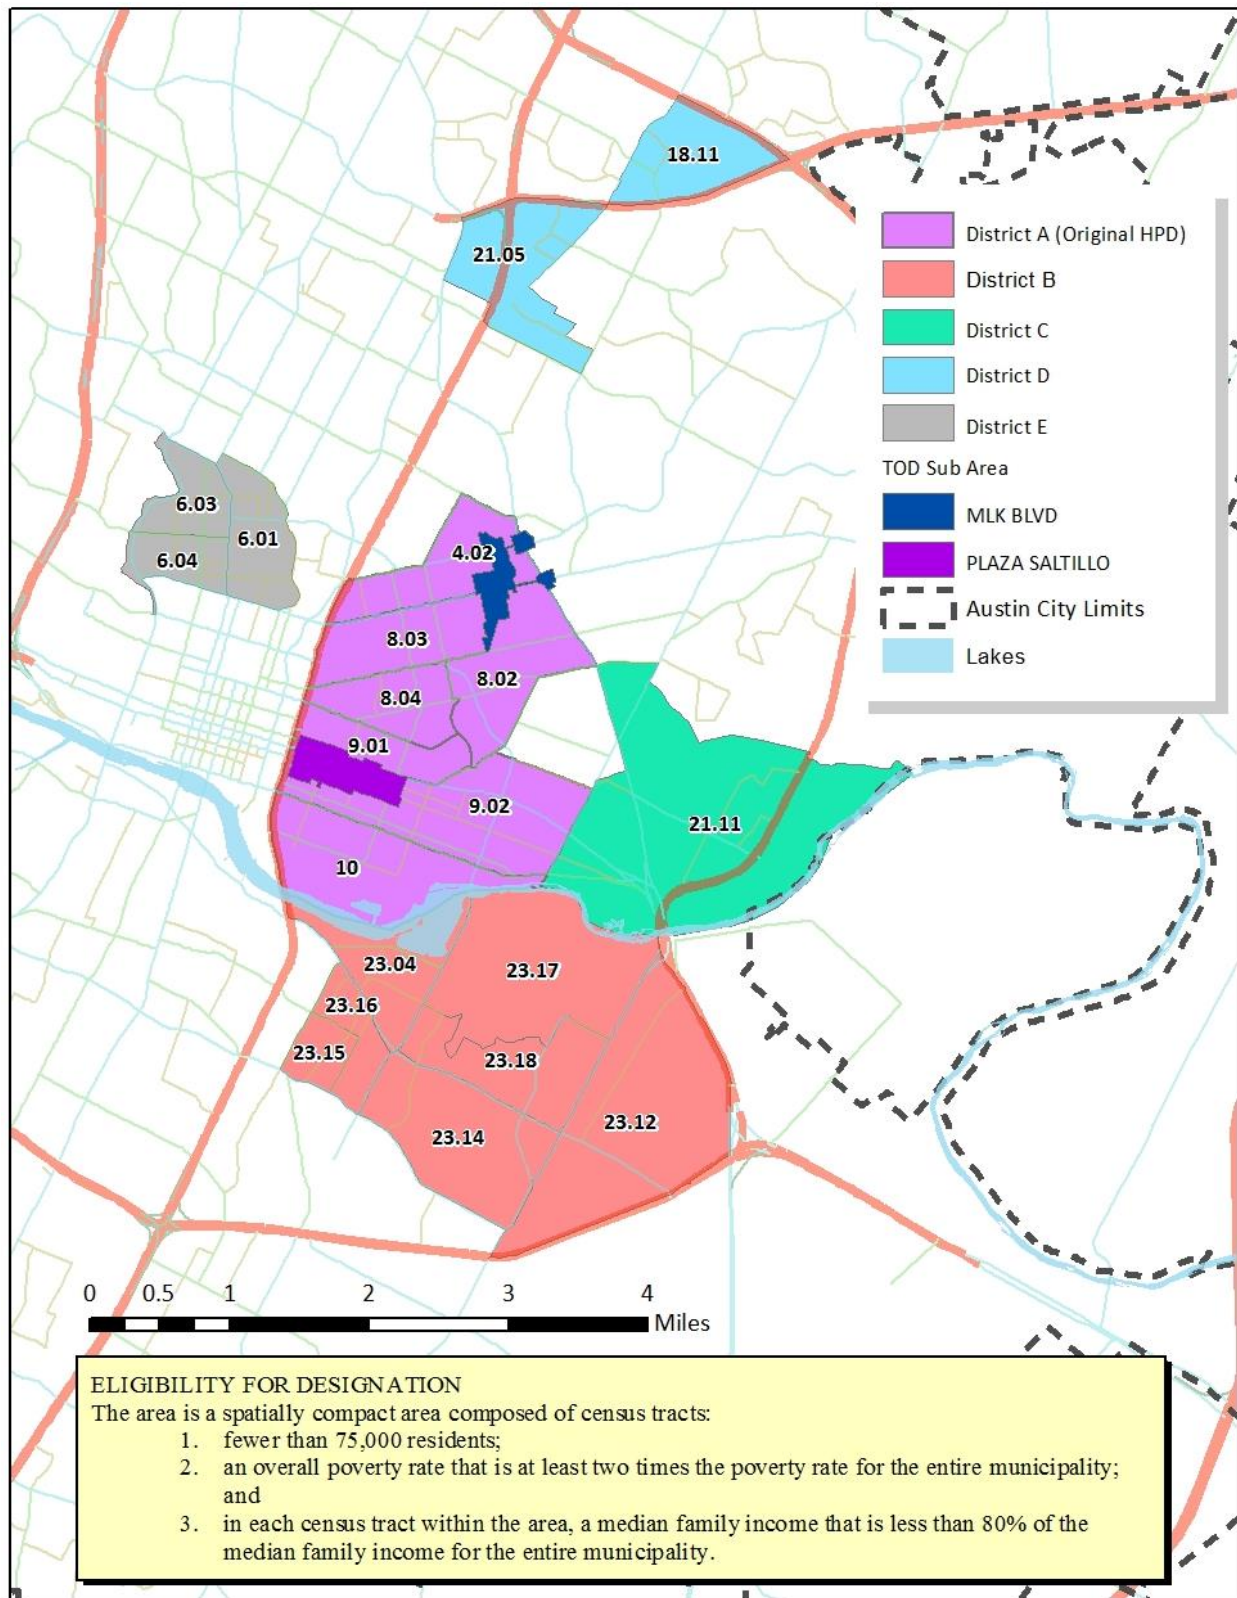 18.11
21.05
District A (Original HPD)
District B
District C
District D
District E
TOD Sub Area
MLK BLVD
PLAZA SALTILLO
Austin City Limits
Lakes
6.03
6.01
6.04
4.02
8.03
8.02
8.04
9.01
9.02
21.11
10
23.04
23.17
23.16
23.15
23.18
23.12
23.14
0 0.5 1 2 3 4
Miles
ELIGIBILITY FOR DESIGNATION
The area is a spatially compact area composed of census tracts:
1. fewer than 75,000 residents;
2. an overall poverty rate that is at least two times the poverty rate for the entire municipality;
and
3. in each census tract within the area, a median family income that is less than 80% of the
median family income for the entire municipality.